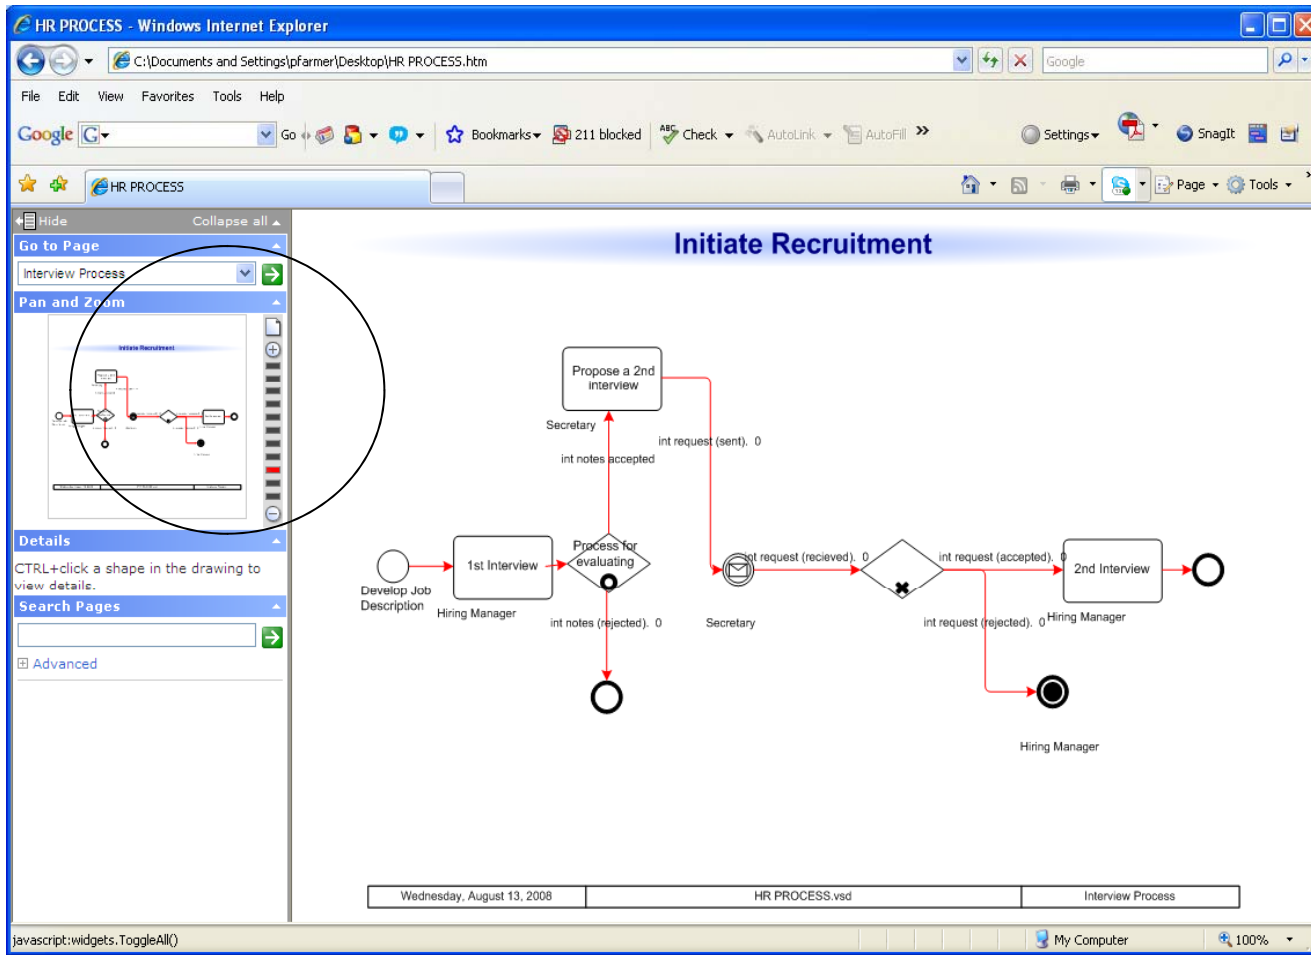 HR PROCESS - Windows Internet Explorer
C:\Documents and Settings\pfarmer\Desktop\HR PROCESS.htm
Google
File Edit View Favorites Tools Help
Google G Go Bookmarks 211 blocked ABC Check AutoLink AutoFill Settings SnagIt
HR PROCESS
Page Tools
Hide Collapse all
Go to Page
Interview Process
Pan and Zoom
Initiate Recruitment
Details
CTRL+click a shape in the drawing to
view details.
Search Pages
Advanced
Initiate Recruitment
Propose a 2nd
interview
Secretary
int request (sent). 0
int notes accepted
Process for
evaluating
1st Interview
Develop Job
Description
Hiring Manager
int notes (rejected). 0
Secretary
int request (recieved). 0
int request (accepted). 0
2nd Interview
int request (rejected). 0
Hiring Manager
Hiring Manager
Wednesday, August 13, 2008
HR PROCESS.vsd
Interview Process
javascript:widgets.ToggleAll()
My Computer
100%